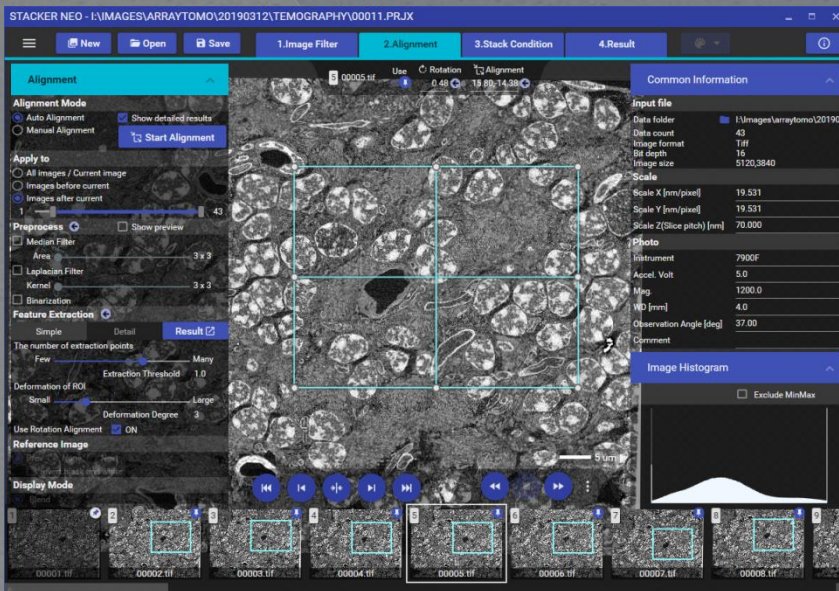 STACKER NEO - I:\IMAGES\ARRAYTOMO\20190312\TEMOGRAPHY\00011.PRJX
New Open Save 1.Image Filter 2.Alignment 3.Stack Condition 4.Result
Alignment
Alignment Mode
Auto Alignment Show detailed results
Manual Alignment Start Alignment
Apply to
All images / Current image
Images before current
Images after current
1 43
Preprocess Show preview
Median Filter
Area 3 x 3
Laplacian Filter
Kernel 3 x 3
Binarization
Feature Extraction
Simple Detail Result
The number of extraction points
Few Many
Extraction Threshold 1.0
Deformation of ROI
Small Large
Deformation Degree 3
Use Rotation Alignment ON
Reference Image
Display Mode
Blend
5 00005.tif Use Rotation Alignment
0.48 15.80,-14.38
5 um
Common Information
Input file
Data folder I:\Images\arraytomo\20190
Data count 43
Image format Tiff
Bit depth 16
Image size 5120,3840
Scale
Scale X [nm/pixel] 19.531
Scale Y [nm/pixel] 19.531
Scale Z(Slice pitch) [nm] 70.000
Photo
Instrument 7900F
Accel. Volt 5.0
Mag. 1200.0
WD [mm] 4.0
Observation Angle [deg] 37.00
Comment
Image Histogram
Exclude MinMax
1 2 3 4 5 6 7 8 9
00001.tif 00002.tif 00003.tif 00004.tif 00005.tif 00006.tif 00007.tif 00008.tif